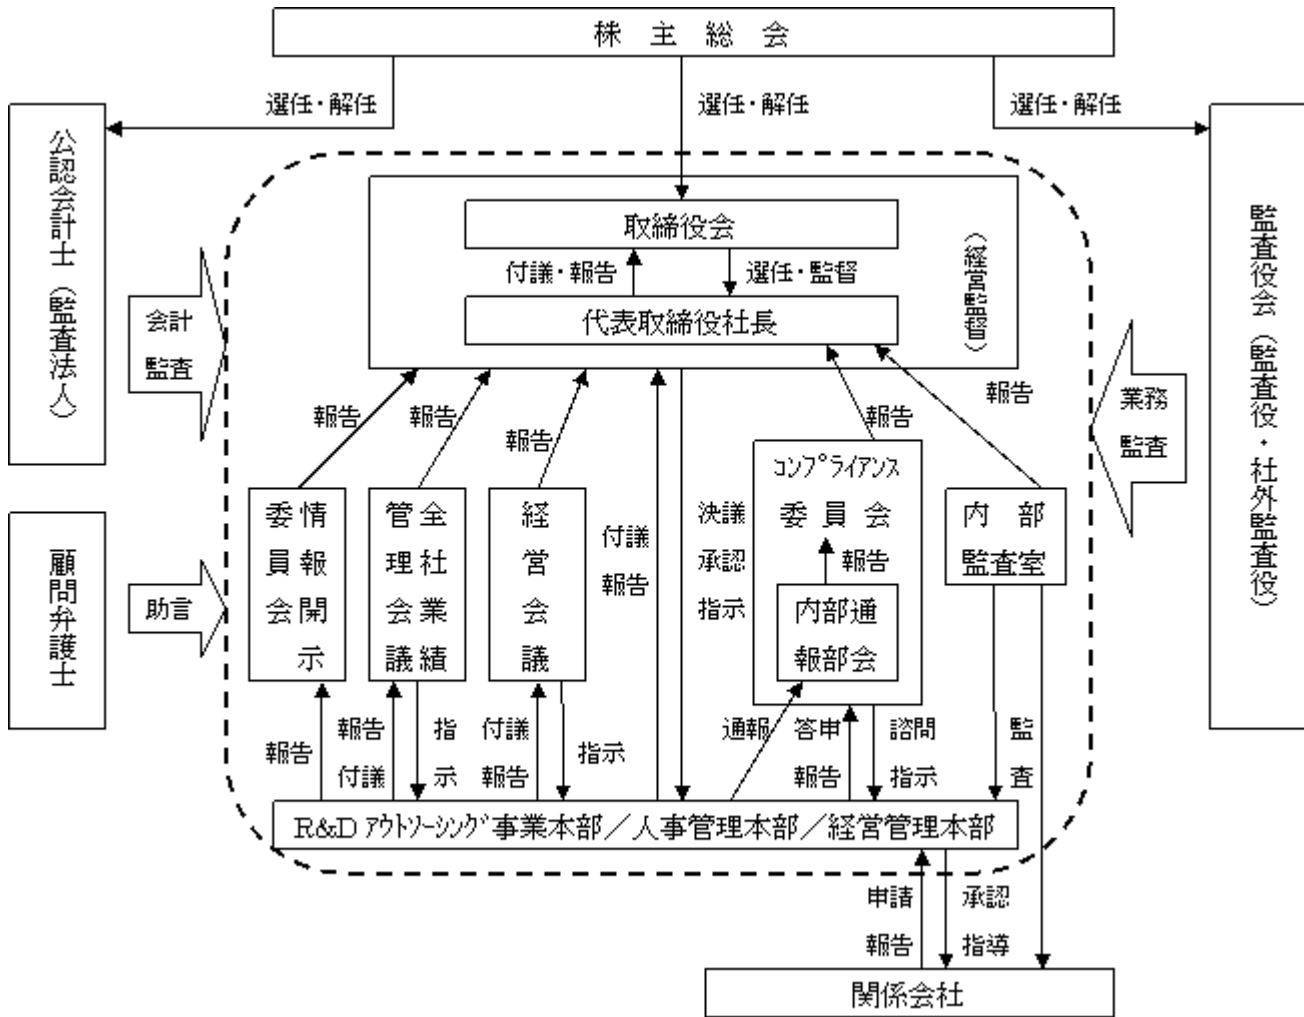 株主総会
選任・解任
選任・解任
選任・解任
公認会計士（監査法人）
監査役会（監査役・社外監査役）
取締役会
（経営監督）
付議・報告
選任・監督
代表取締役社長
会計
監査
業務
監査
報告
報告
報告
報告
報告
顧問弁護士
助言
情報開示
委員会
全社業績
管理会議
経営会議
付議
報告
決議
承認
指示
コンプライアンス
委員会
報告
内部通
報部会
内部
監査室
報告
報告
付議
指示
付議
報告
指示
通報
答申
報告
諮問
指示
監査
R&Dアウトソーシング事業本部／人事管理本部／経営管理本部
申請
報告
承認
指導
関係会社